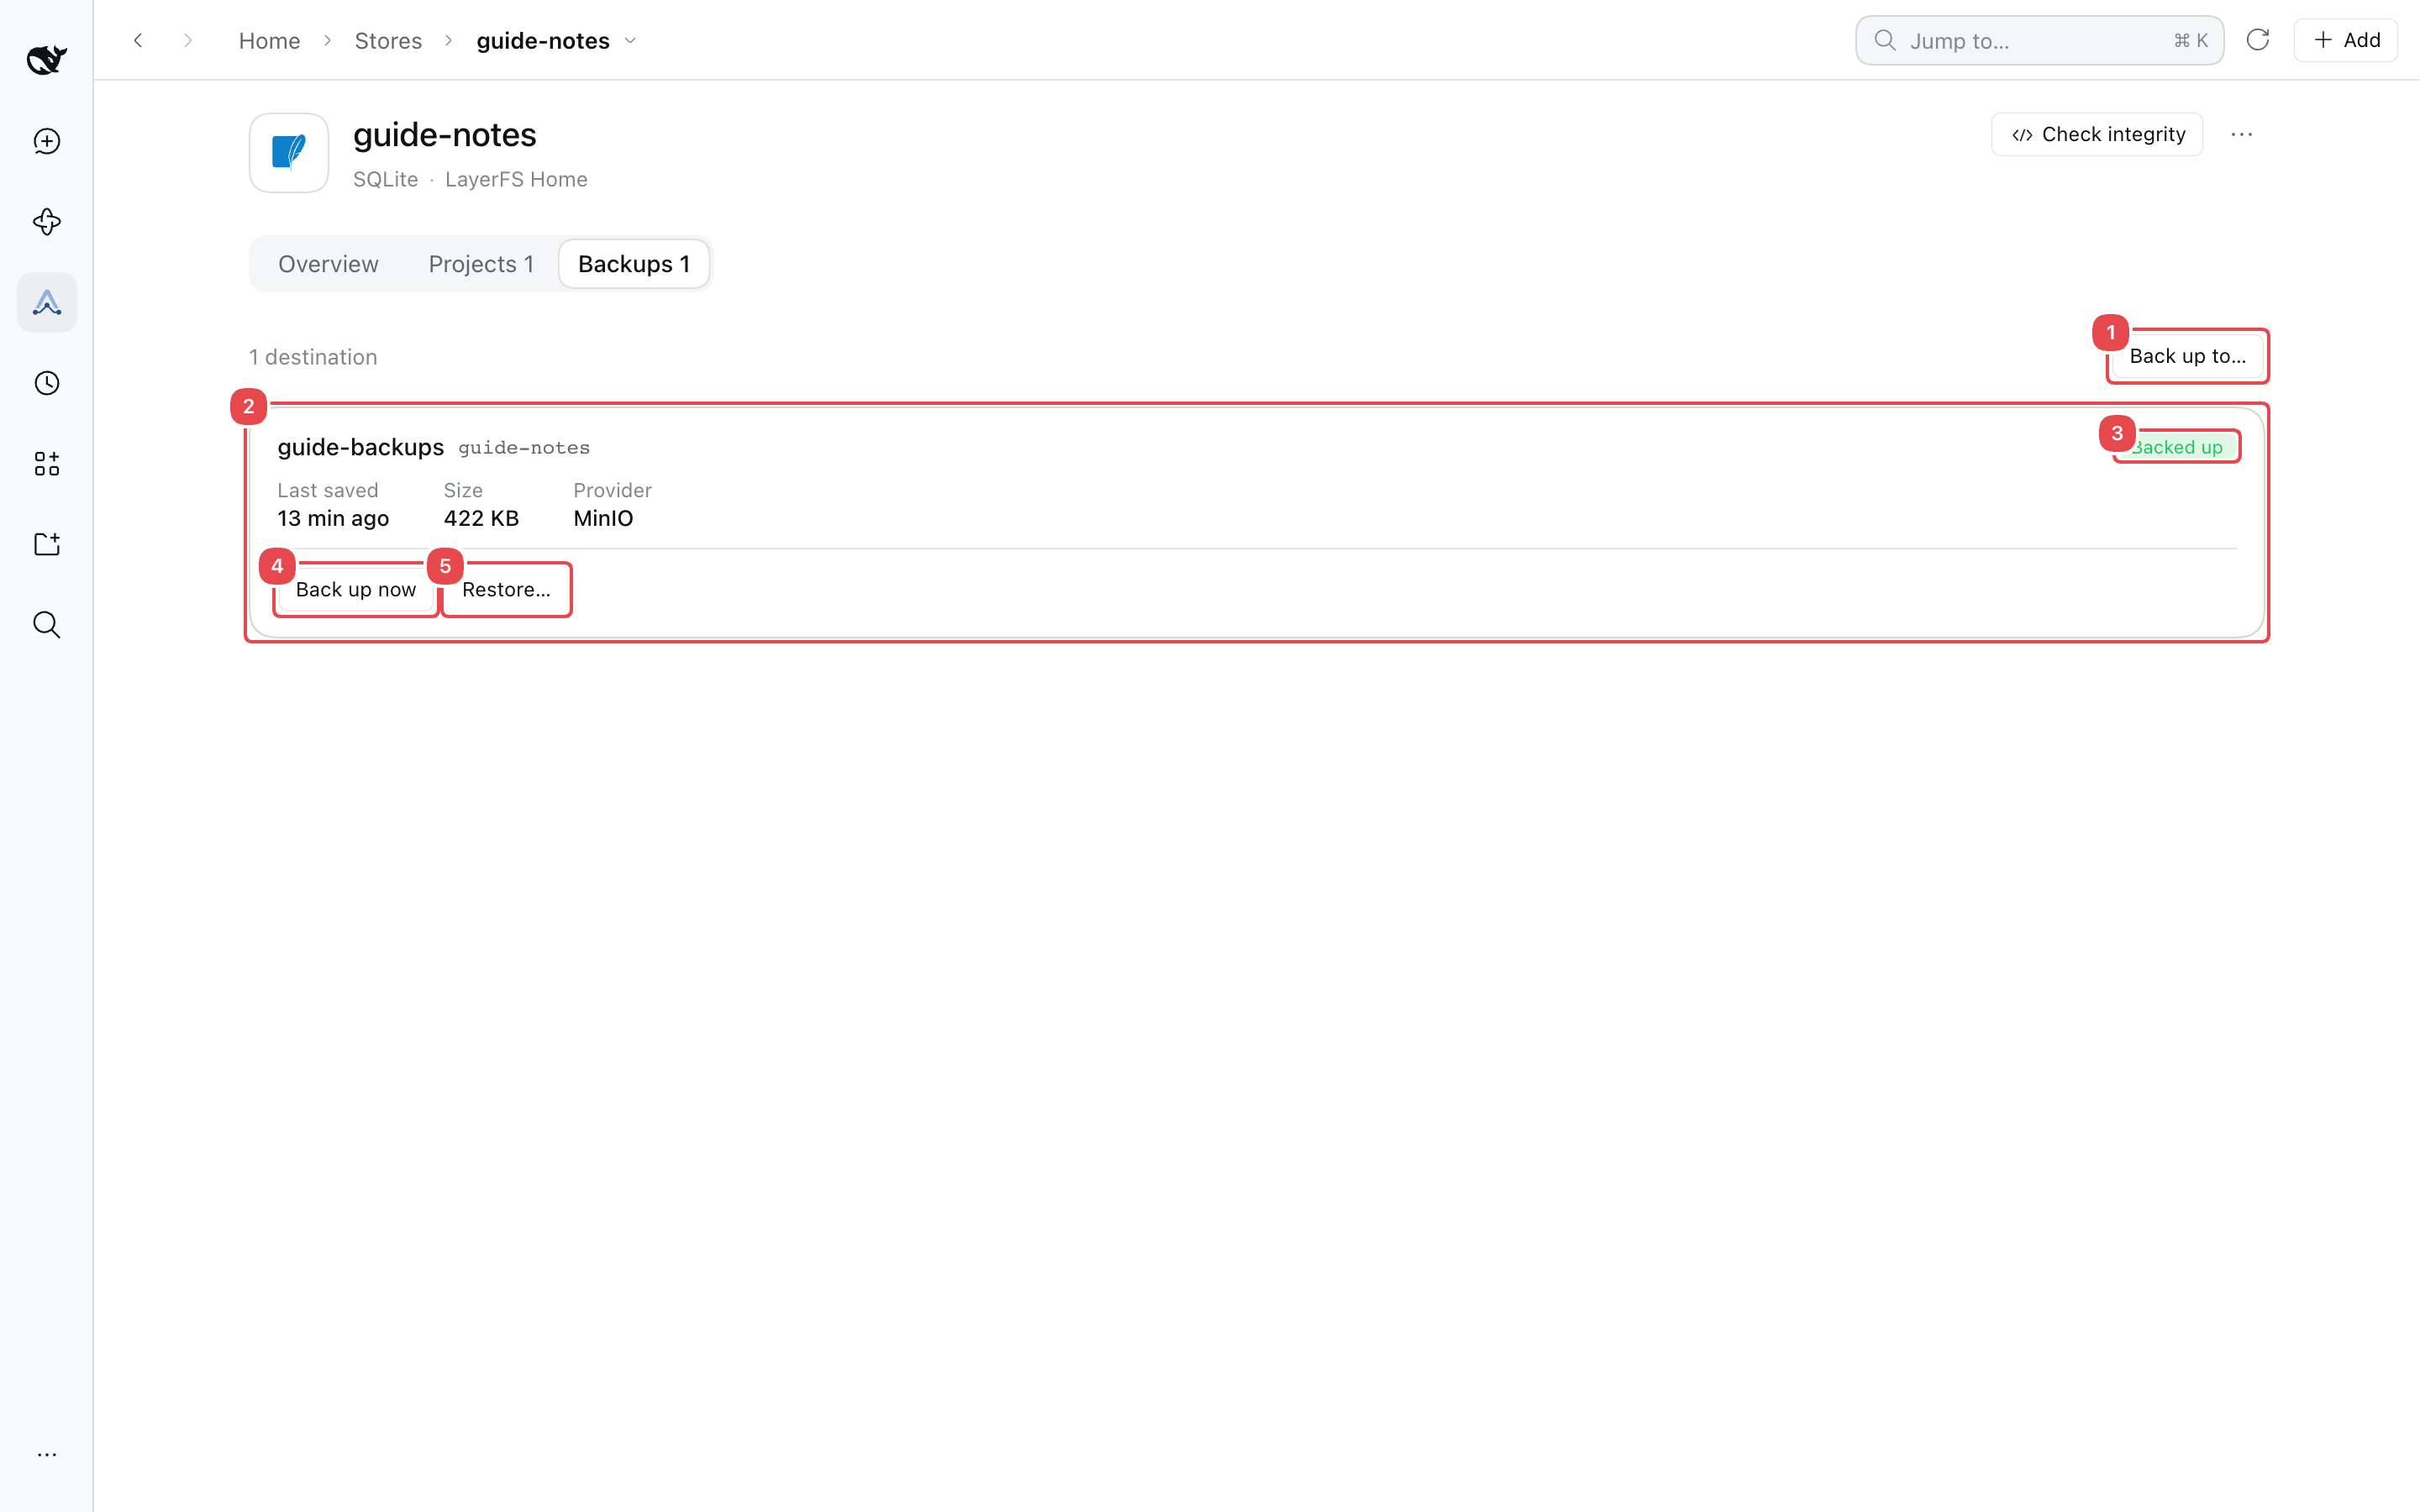 Home > Stores > guide-notes
Jump to... ⌘ K
+ Add
guide-notes
SQLite · LayerFS Home
Check integrity
Overview Projects 1 Backups 1
1 destination
1
Back up to...
2
guide-backups guide-notes
3
Backed up
Last saved Size Provider
13 min ago 422 KB MinIO
4
Back up now
5
Restore...